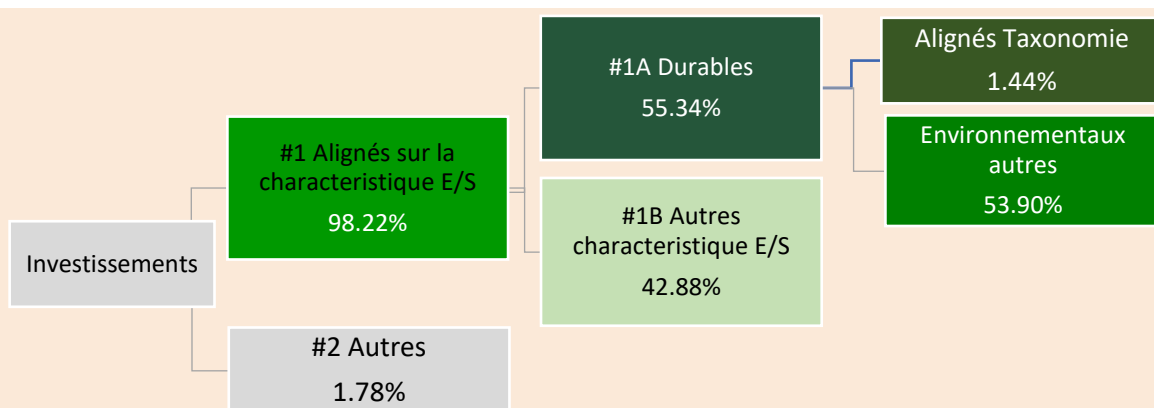 Investissements
#1 Alignés sur la
characteristique E/S
98.22%
#2 Autres
1.78%
#1A Durables
55.34%
#1B Autres
characteristique E/S
42.88%
Alignés Taxonomie
1.44%
Environnementaux
autres
53.90%